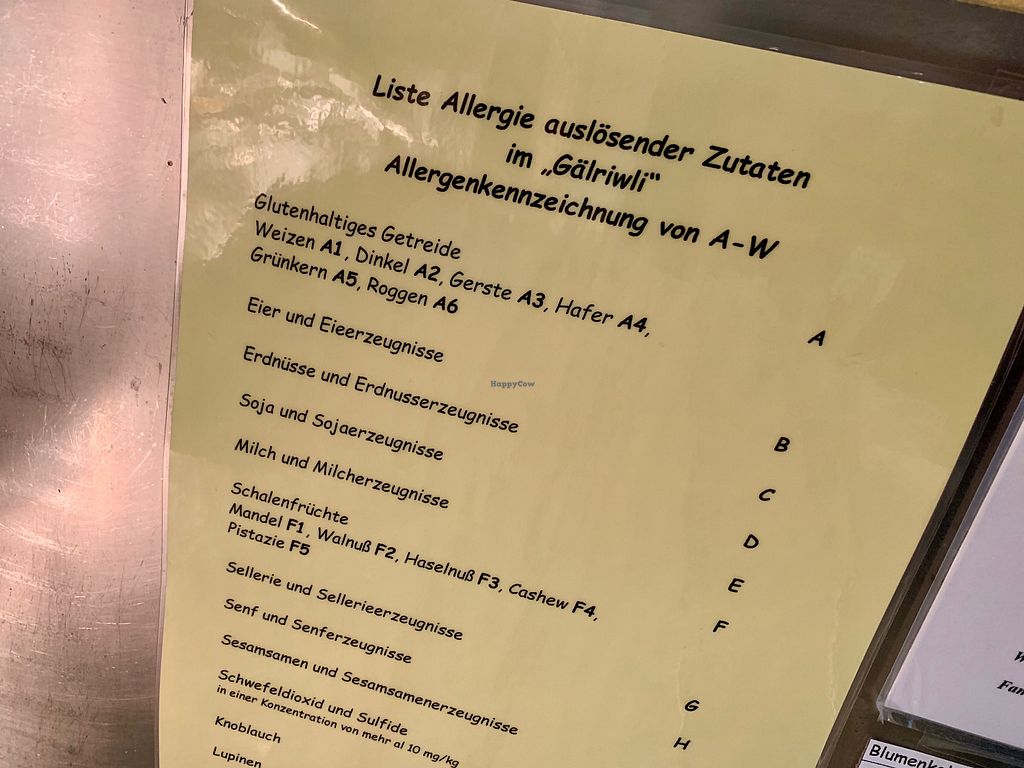 Liste Allergie auslösender Zutaten
im „Gälriwli“
Allergenkennzeichnung von A-W
Glutenhaltiges Getreide
Weizen A1, Dinkel A2, Gerste A3, Hafer A4,
Grünkern A5, Roggen A6
A
Eier und Eieerzeugnisse
B
Erdnüsse und Erdnusserzeugnisse
C
Soja und Sojaerzeugnisse
D
Milch und Milcherzeugnisse
E
Schalenfrüchte
F
Mandel F1, Walnuß F2, Haselnuß F3, Cashew F4,
Pistazie F5
Sellerie und Sellerieerzeugnisse
G
Senf und Senferzeugnisse
H
Sesamsamen und Sesamsamenerzeugnisse
Schwefeldioxid und Sulfide
in einer Konzentration von mehr al 10 mg/kg
Knoblauch
Lupinen
HappyCow